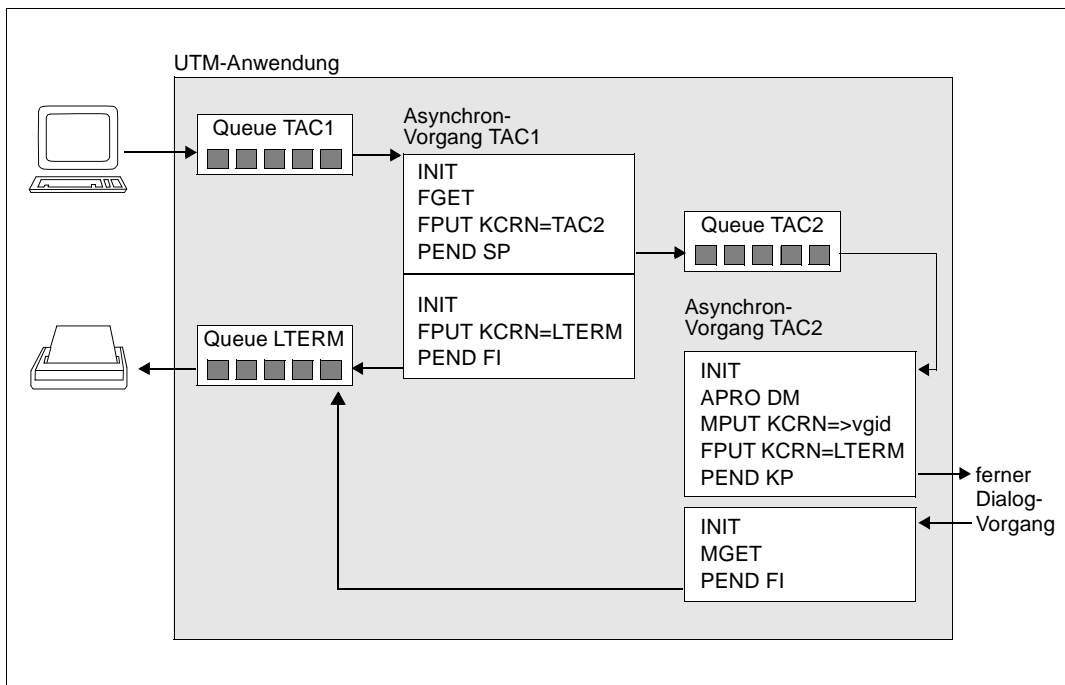 UTM-Anwendung
Queue TAC1
Asynchron-
Vorgang TAC1
INIT
FGET
FPUT KCRN=TAC2
PEND SP
Queue TAC2
INIT
FPUT KCRN=LTERM
PEND FI
Queue LTERM
Asynchron-
Vorgang TAC2
INIT
APRO DM
MPUT KCRN=>vgid
FPUT KCRN=LTERM
PEND KP
ferner
Dialog-
Vorgang
INIT
MGET
PEND FI